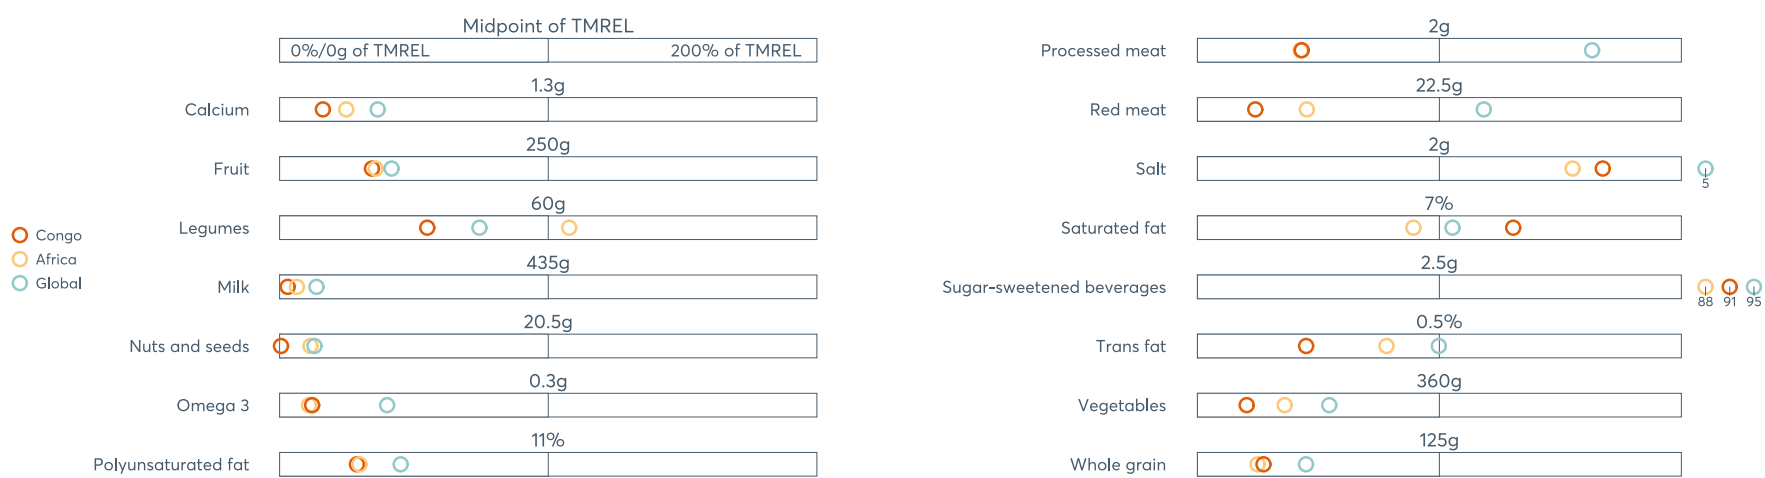 Midpoint of TMREL
0%/0g of TMREL 200% of TMREL
1.3g
Calcium
250g
Fruit
60g
Legumes
435g
Milk
20.5g
Nuts and seeds
0.3g
Omega 3
11%
Polyunsaturated fat
Congo
Africa
Global
2g
Processed meat
22.5g
Red meat
2g
Salt
5
7%
Saturated fat
2.5g
Sugar-sweetened beverages
88 91 95
0.5%
Trans fat
360g
Vegetables
125g
Whole grain